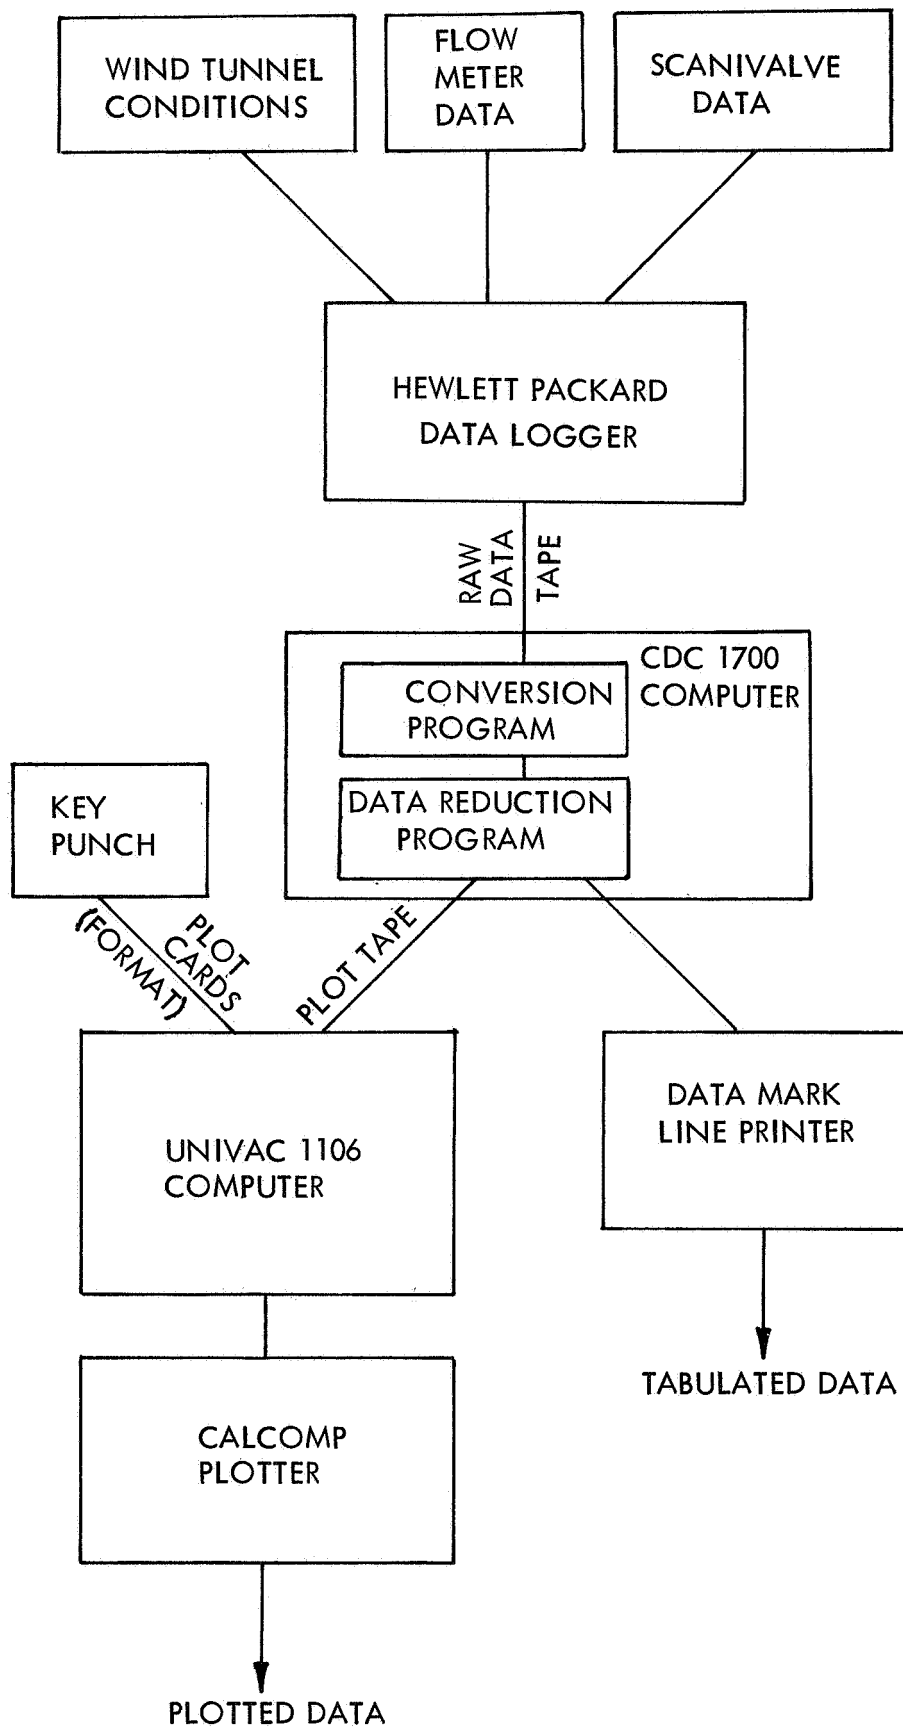 WIND TUNNEL
CONDITIONS
FLOW
METER
DATA
SCANIVALVE
DATA
HEWLETT PACKARD
DATA LOGGER
RAW
DATA
TAPE
CDC 1700
COMPUTER
CONVERSION
PROGRAM
DATA REDUCTION
PROGRAM
KEY
PUNCH
PLOT
CARDS
(FORMAT)
PLOT TAPE
UNIVAC 1106
COMPUTER
DATA MARK
LINE PRINTER
TABULATED DATA
CALCOMP
PLOTTER
PLOTTED DATA